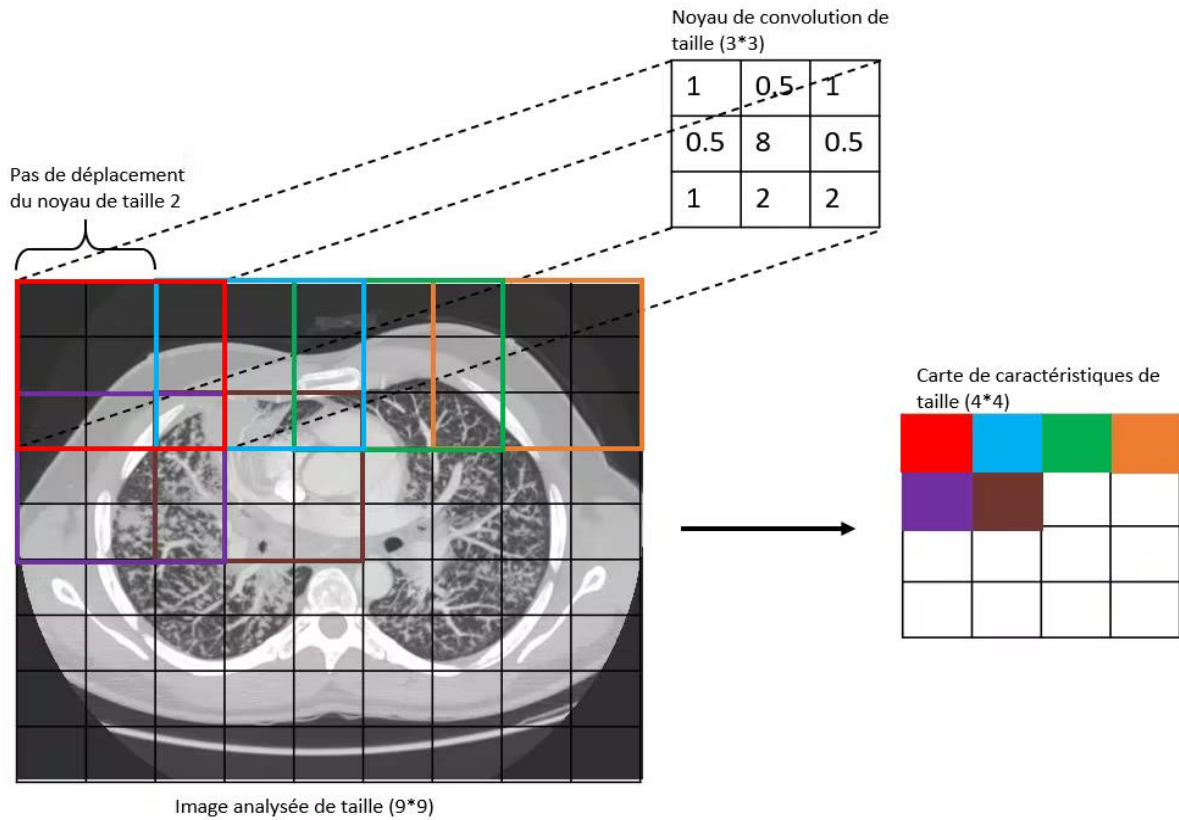 Noyau de convolution de
taille (3*3)
1 0.5 1
0.5 8 0.5
1 2 2
Pas de déplacement
du noyau de taille 2
Carte de caractéristiques de
taille (4*4)
Image analysée de taille (9*9)